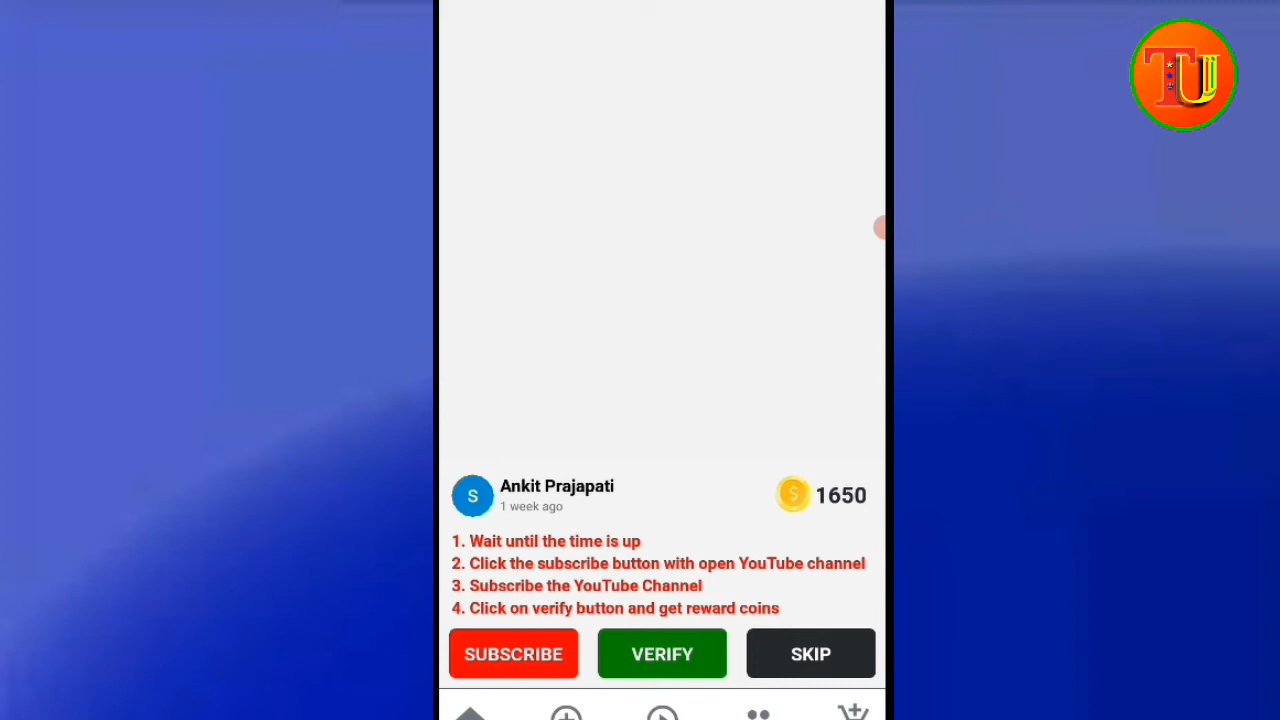 TU
Ankit Prajapati
1 week ago
S
$ 1650
1. Wait until the time is up
2. Click the subscribe button with open YouTube channel
3. Subscribe the YouTube Channel
4. Click on verify button and get reward coins
SUBSCRIBE
VERIFY
SKIP